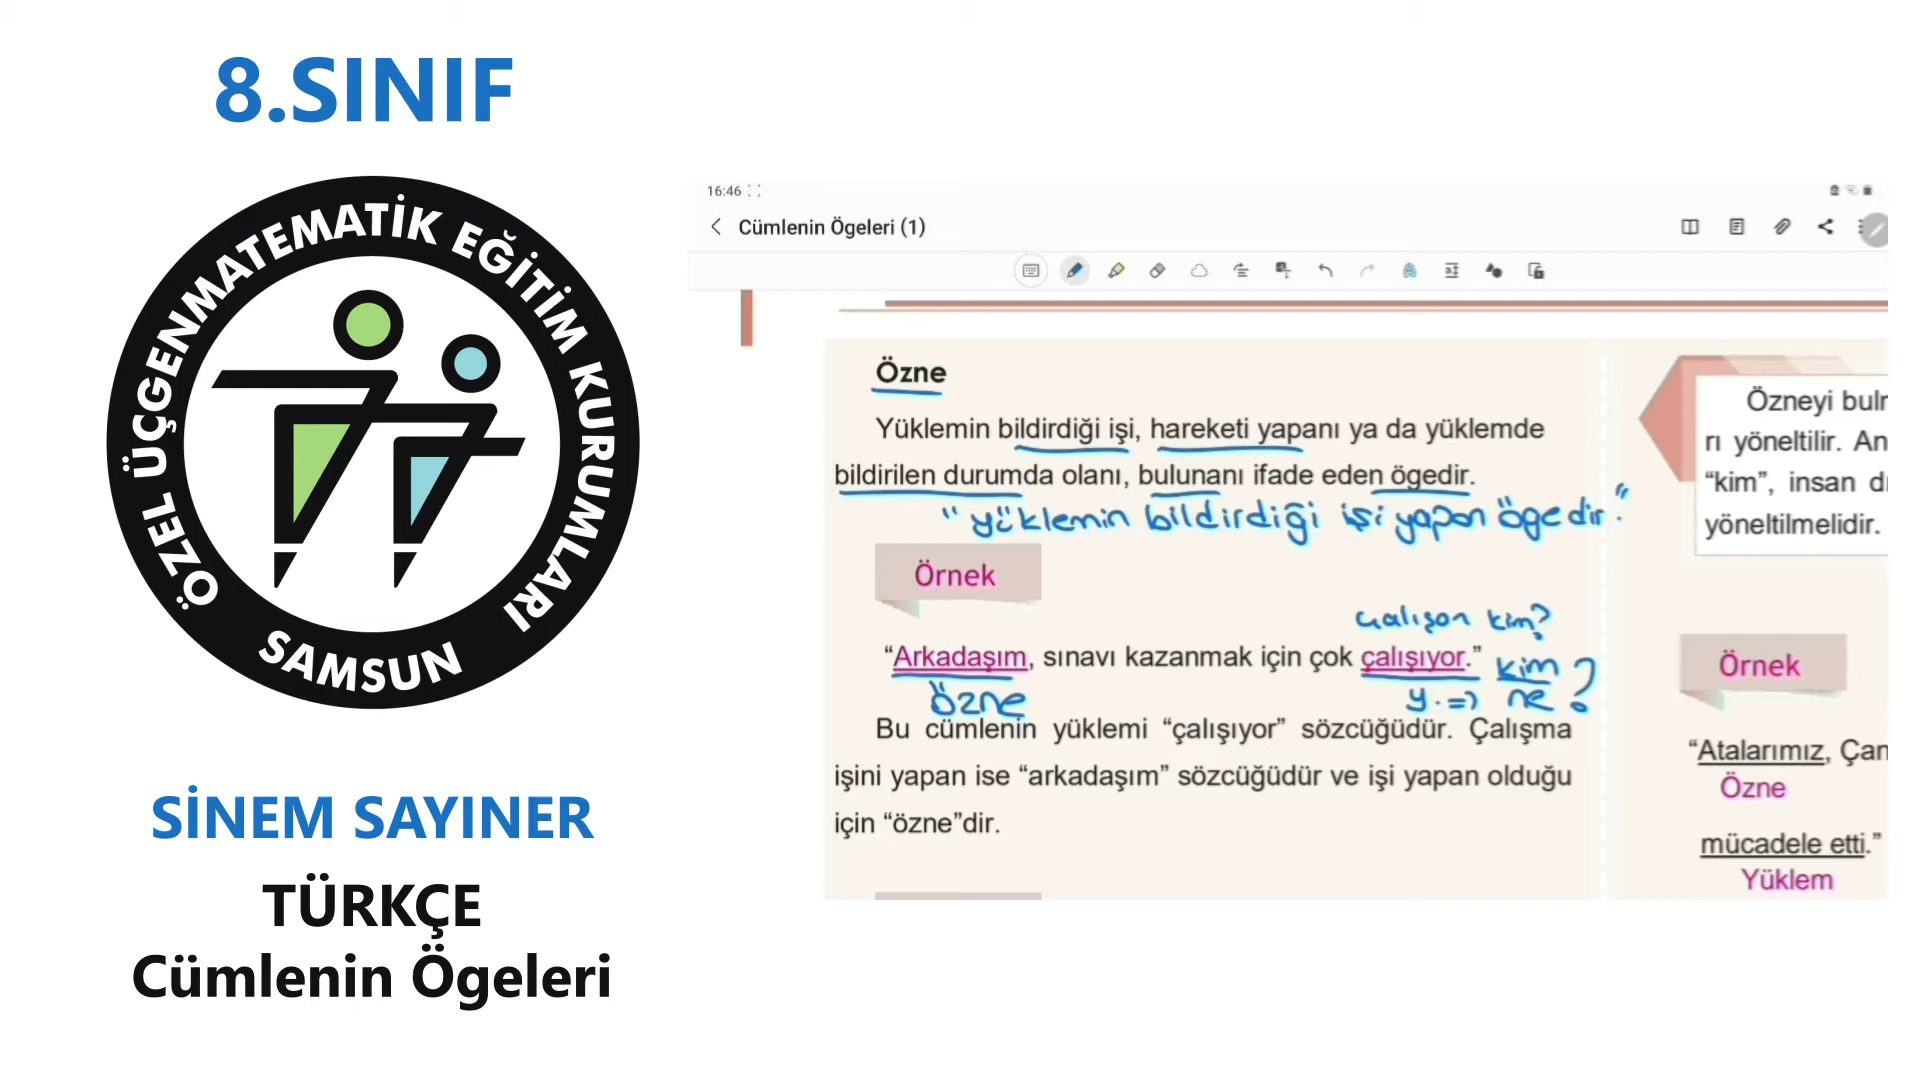 8.SINIF
ÖZEL ÜÇGENMATEMATİK EĞİTİM KURUMLARI
SAMSUN
SİNEM SAYINER
TÜRKÇE
Cümlenin Ögeleri
16:46
Cümlenin Ögeleri (1)
Özne
Yüklemin bildirdiği işi, hareketi yapanı ya da yüklemde
bildirilen durumda olanı, bulunanı ifade eden ögedir.
"yüklemin bildirdiği işi yapan ögedir."
Örnek
çalışan kim?
“Arkadaşım, sınavı kazanmak için çok çalışıyor.” kim
özne y. => ne ?
Bu cümlenin yüklemi “çalışıyor” sözcüğüdür. Çalışma
işini yapan ise “arkadaşım” sözcüğüdür ve işi yapan olduğu
için “özne”dir.
Özneyi
rı yöneltilir. An
“kim”, insan
yöneltilmelidir.
Örnek
“Atalarımız, Çan
Özne
mücadele etti.”
Yüklem